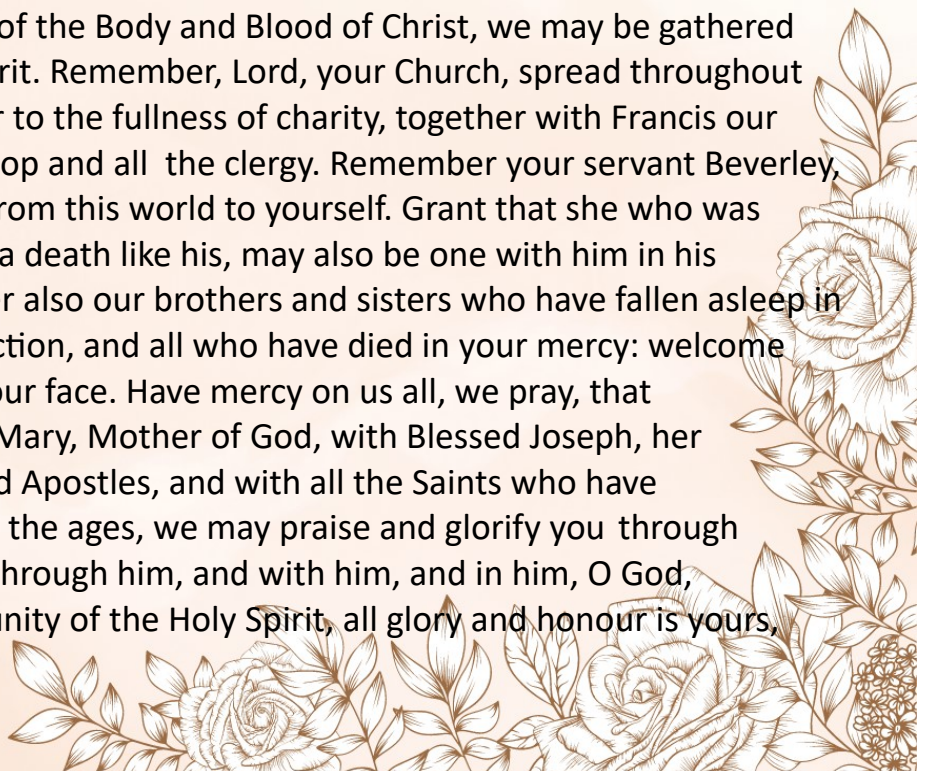 of the Body and Blood of Christ, we may be gathered
rit. Remember, Lord, your Church, spread throughout
r to the fullness of charity, together with Francis our
op and all the clergy. Remember your servant Beverley,
rom this world to yourself. Grant that she who was
a death like his, may also be one with him in his
er also our brothers and sisters who have fallen asleep in
ction, and all who have died in your mercy: welcome
our face. Have mercy on us all, we pray, that
Mary, Mother of God, with Blessed Joseph, her
d Apostles, and with all the Saints who have
the ages, we may praise and glorify you through
hrough him, and with him, and in him, O God,
unity of the Holy Spirit, all glory and honour is yours,